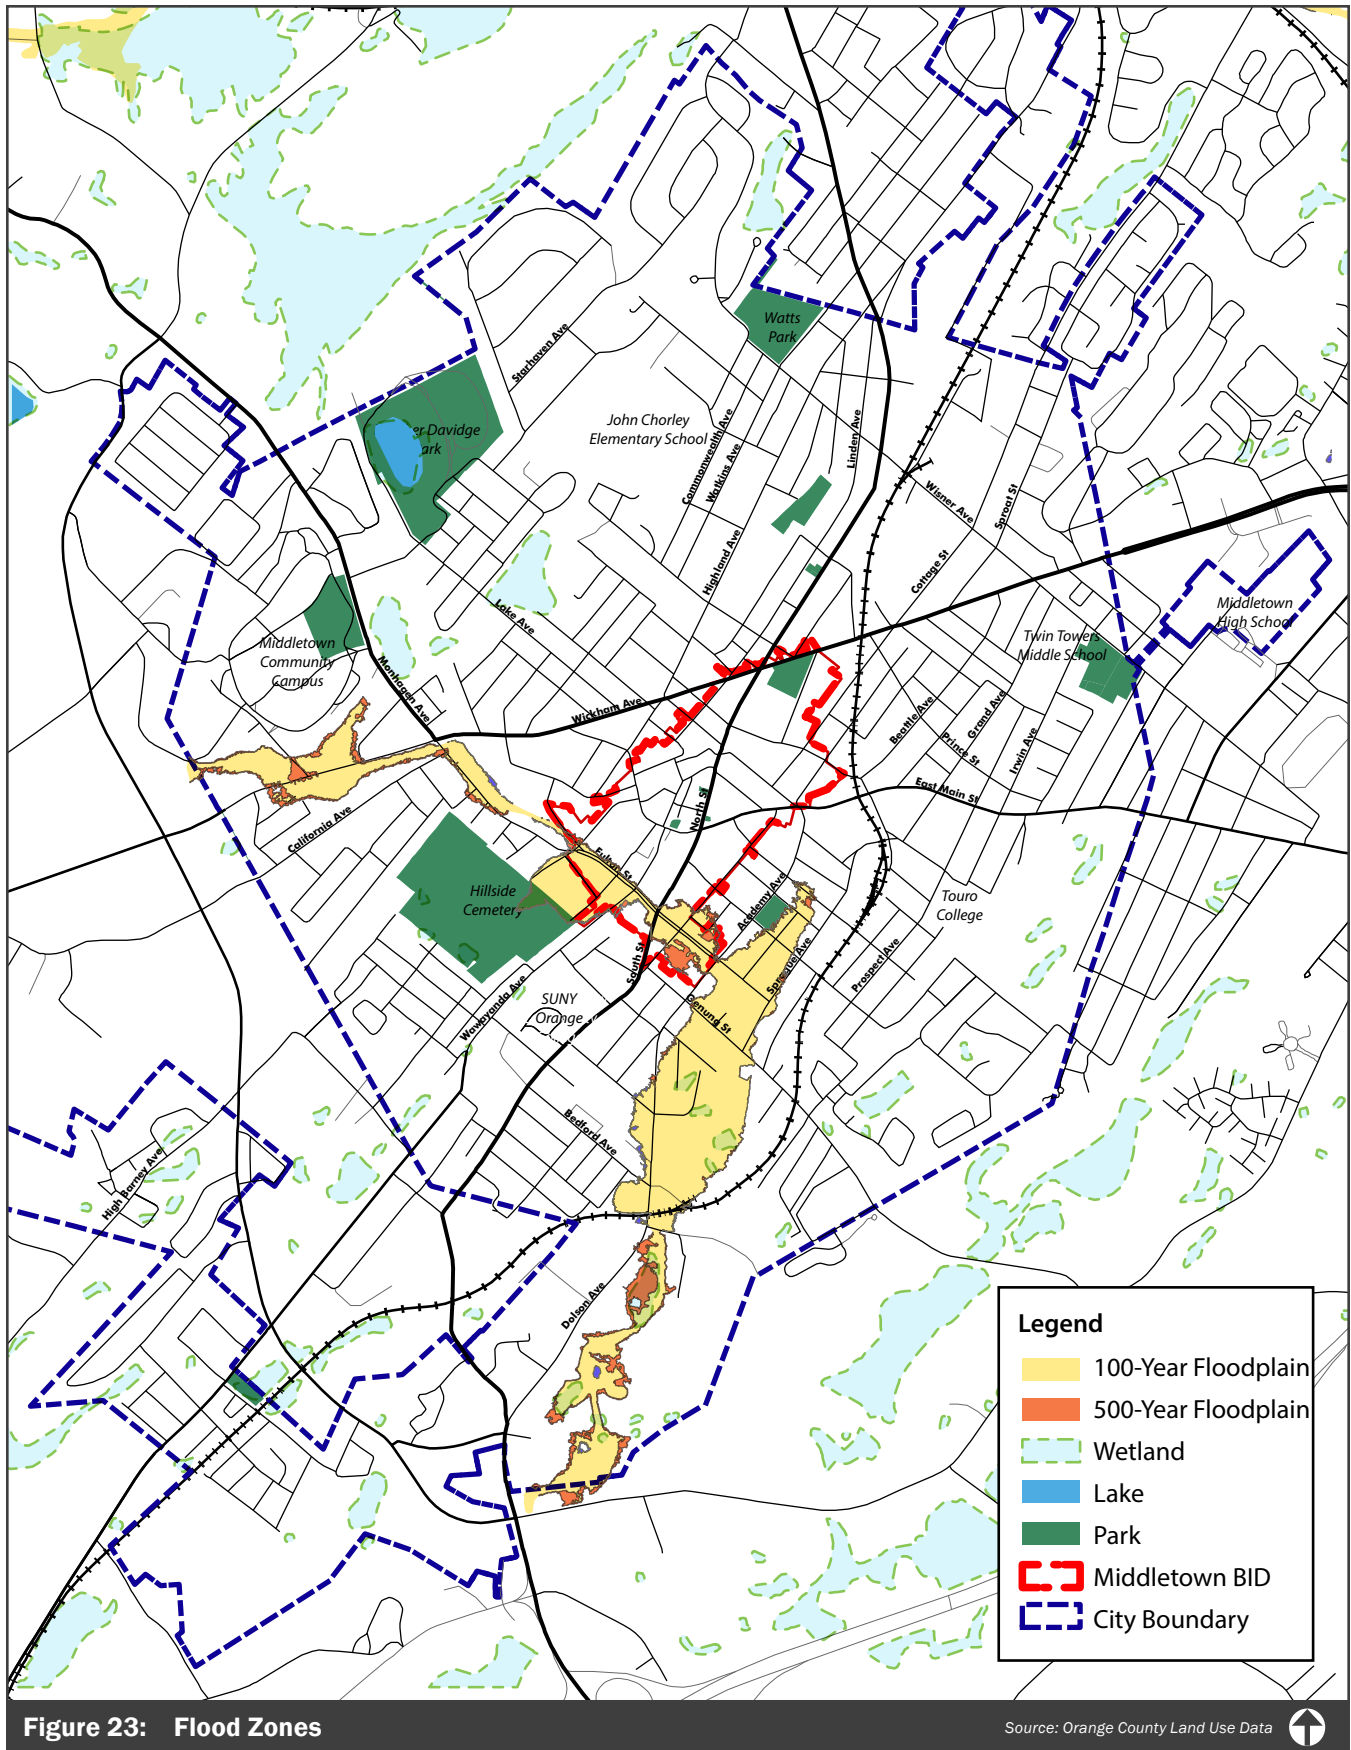 Watts
Park
Starhaven Ave
er Davidge
ark
John Chorley
Elementary School
Commonwealth Ave
Watkins Ave
Linden Ave
Highland Ave
Wisner Ave
Sproat St
Cottage St
Lake Ave
Middletown
Community
Campus
Monhagen Ave
Wickham Ave
Twin Towers
Middle School
Middletown
High School
Beattie Ave
Grand Ave
Prince St
Irwin Ave
East Main St
North St
California Ave
Fulton St
Hillside
Cemetery
Academy Ave
Touro
College
South St
Sprague Ave
Prospect Ave
Wawayanda Ave
SUNY
Orange
Genung St
Bedford Ave
High Barney Ave
Dolson Ave
Legend
100-Year Floodplain
500-Year Floodplain
Wetland
Lake
Park
Middletown BID
City Boundary
Figure 23: Flood Zones
Source: Orange County Land Use Data